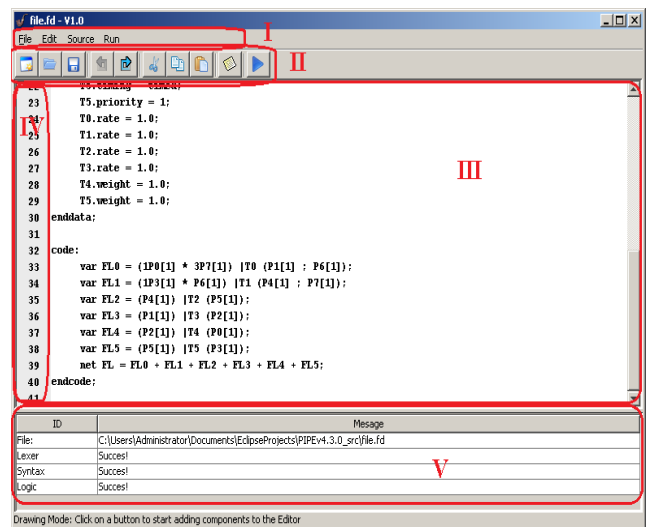 file.fd - V1.0
File Edit Source Run
I
II
22 T5.timing = timed;
23 T5.priority = 1;
24 T0.rate = 1.0;
IV
25 T1.rate = 1.0;
26 T2.rate = 1.0;
27 T3.rate = 1.0;
III
28 T4.weight = 1.0;
29 T5.weight = 1.0;
30 enddata;
31
32 code:
33 var FL0 = (1P0[1] * 3P7[1]) |T0 (P1[1] ; P6[1]);
34 var FL1 = (1P3[1] * P6[1]) |T1 (P4[1] ; P7[1]);
35 var FL2 = (P4[1]) |T2 (P5[1]);
36 var FL3 = (P1[1]) |T3 (P2[1]);
37 var FL4 = (P2[1]) |T4 (P0[1]);
38 var FL5 = (P5[1]) |T5 (P3[1]);
39 net FL = FL0 + FL1 + FL2 + FL3 + FL4 + FL5;
40 endcode;
41
ID Mesage
File: C:\Users\Administrator\Documents\EclipseProjects\PIPEv4.3.0_src\file.fd
Lexer Succes!
Syntax Succes!
V
Logic Succes!
Drawing Mode: Click on a button to start adding components to the Editor